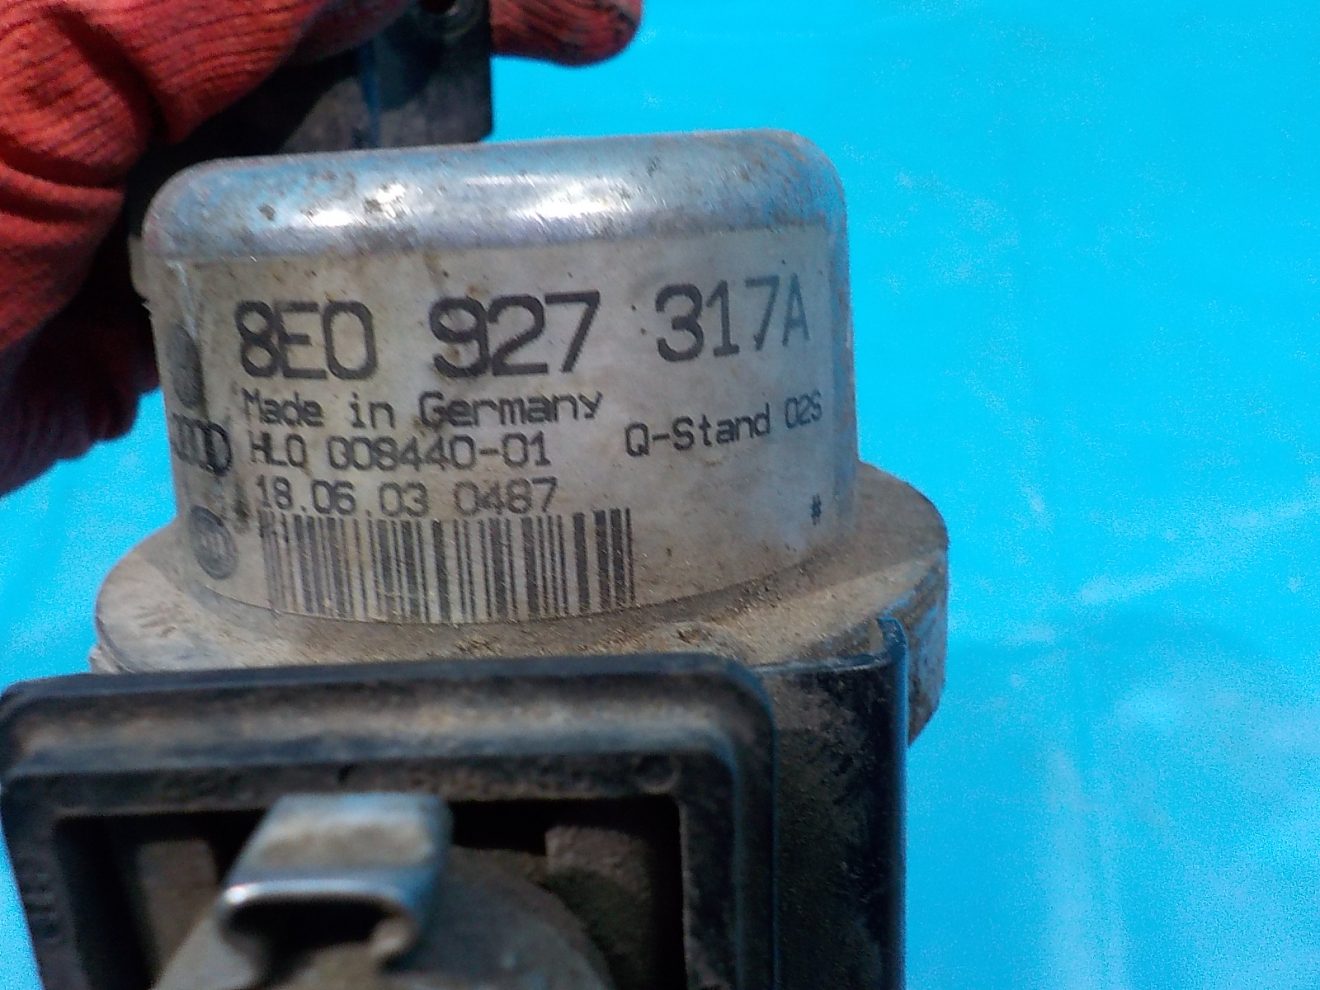 8E0 927 317A
Made in Germany
HLO 008440-01 Q-Stand 02S
18.06.03 0487
#